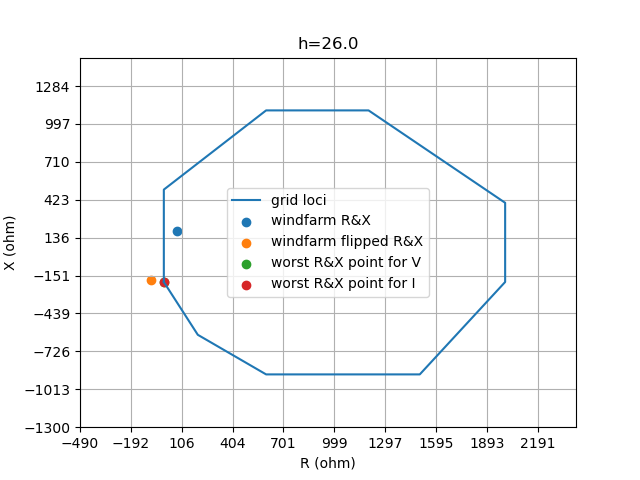 h=26.0
1284
997
710
423
136
−151
−439
−726
−1013
−1300
X (ohm)
grid loci
windfarm R&X
windfarm flipped R&X
worst R&X point for V
worst R&X point for I
−490 −192 106 404 701 999 1297 1595 1893 2191
R (ohm)